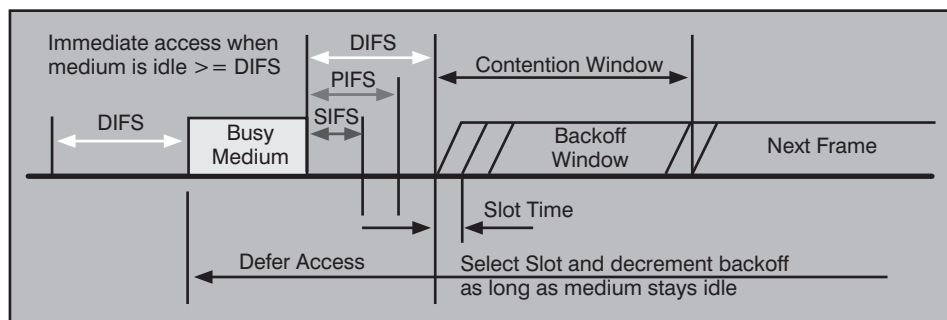 Immediate access when
medium is idle >= DIFS
DIFS
Contention Window
PIFS
DIFS
SIFS
Busy
Medium
Backoff
Window
Next Frame
Slot Time
Defer Access
Select Slot and decrement backoff
as long as medium stays idle